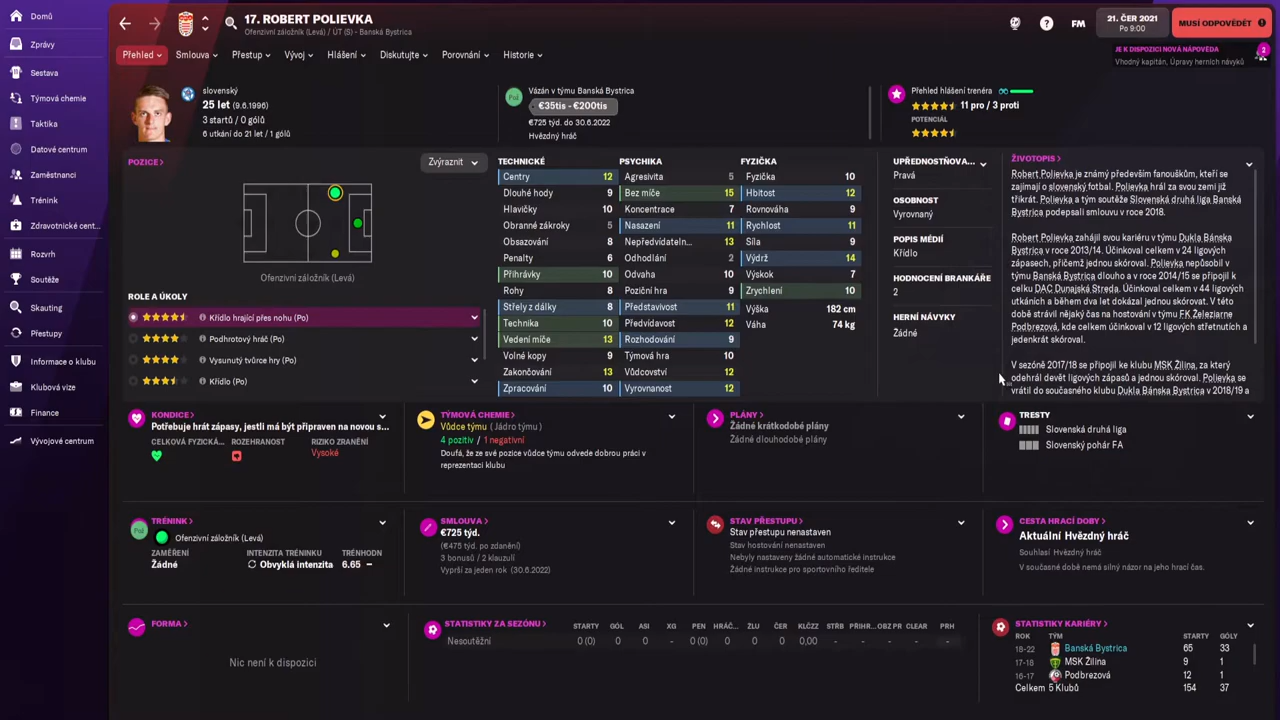 Domů
Zprávy
Sestava
Týmová chemie
Taktika
Datové centrum
Zaměstnanci
Trénink
Zdravotnické cent...
Rozvrh
Soutěže
Skauting
Přestupy
Informace o klubu
Klubová vize
Finance
Vývojové centrum
17. ROBERT POLIEVKA
Ofenzivní záložník (Levá) / ÚT (S) - Banská Bystrica
FM
21. ČER 2021
Po 9:00
MUSÍ ODPOVĚDĚT
JE K DISPOZICI NOVÁ NÁPOVĚDA
Vhodný kapitán, Úpravy herních návyků
2
Přehled
Smlouva
Přestup
Vývoj
Hlášení
Diskutujte
Porovnání
Historie
slovenský
25 let (9.6.1996)
3 startů / 0 gólů
6 utkání do 21 let / 1 gólů
Pol
Vázán v týmu Banská Bystrica
€35tis - €200tis
€725 týd. do 30.6.2022
Hvězdný hráč
Přehled hlášení trenéra
11 pro / 3 proti
POTENCIÁL
POZICE
Zvýraznit
Ofenzivní záložník (Levá)
ROLE A ÚKOLY
Křídlo hrající přes nohu (Po)
Podhrotový hráč (Po)
Vysunutý tvůrce hry (Po)
Křídlo (Po)
TECHNICKÉ
Centry 12
Dlouhé hody 9
Hlavičky 10
Obranné zákroky 5
Obsazování 8
Penalty 6
Přihrávky 10
Rohy 8
Střely z dálky 8
Technika 10
Vedení míče 13
Volné kopy 9
Zakončování 13
Zpracování 10
PSYCHIKA
Agresivita 5
Bez míče 15
Koncentrace 7
Nasazení 11
Nepředvídateln... 13
Odhodlání 2
Odvaha 10
Poziční hra 9
Představivost 11
Předvídavost 12
Rozhodování 9
Týmová hra 10
Vůdcovství 12
Vyrovnanost 12
FYZIČKA
Fyzička 10
Hbitost 12
Rovnováha 9
Rychlost 11
Síla 9
Výdrž 14
Výskok 7
Zrychlení 10
Výška 182 cm
Váha 74 kg
UPŘEDNOSTŇOVA...
Pravá
OSOBNOST
Vyrovnaný
POPIS MÉDIÍ
Křídlo
HODNOCENÍ BRANKÁŘE
2
HERNÍ NÁVYKY
Žádné
ŽIVOTOPIS
Robert Polievka je známý především fanouškům, kteří se
zajímají o slovenský fotbal. Polievka hrál za svou zemí již
třikrát. Polievka a tým soutěže Slovenská druhá liga Banská
Bystrica podepsali smlouvu v roce 2018.
Robert Polievka zahájil svou kariéru v týmu Dukla Bánska
Bystrica v roce 2013/14. Účinkoval celkem v 24 ligových
zápasech, přičemž jednou skóroval. Polievka nepůsobil v
týmu Banská Bystrica dlouho a v roce 2014/15 se připojil k
celku DAC Dunajská Streda. Účinkoval celkem v 44 ligových
utkáních a během dvu let dokázal jednou skórovat. V této
době strávil nějaký čas na hostování v týmu FK Železiarne
Podbrezová, kde celkem účinkoval v 12 ligových střetnutích a
jedenkrát skóroval.
V sezóně 2017/18 se připojil ke klubu MSK Žilina, za který
odehrál devět ligových zápasů a jednou skóroval. Polievka se
vrátil do současného klubu Dukla Bánska Bystrica v 2018/19 a
KONDICE
Potřebuje hrát zápasy, jestli má být připraven na novou s...
CELKOVÁ FYZICKÁ... ROZEHRANOST RIZIKO ZRANĚNÍ
Vysoké
TÝMOVÁ CHEMIE
Vůdce týmu (Jádro týmu)
4 pozitiv / 1 negativní
Doufá, že ze své pozice vůdce týmu odvede dobrou práci v
reprezentaci klubu
PLÁNY
Žádné krátkodobé plány
Žádné dlouhodobé plány
TRESTY
Slovenská druhá liga
Slovenský pohár FA
TRÉNINK
Pol
Ofenzivní záložník (Levá)
ZAMĚŘENÍ INTENZITA TRÉNINKU TRÉNHODN
Žádné Obvyklá intenzita 6.65 –
SMLOUVA
€725 týd.
(€475 týd. po zdanění)
3 bonusů / 2 klauzulí
Vyprší za jeden rok (30.6.2022)
STAV PŘESTUPU
Stav přestupu nenastaven
Stav hostování nenastaven
Nebyly nastaveny žádné automatické instrukce
Žádné instrukce pro sportovního ředitele
CESTA HRACÍ DOBY
Aktuální Hvězdný hráč
Souhlasí Hvězdný hráč
V současné době nemá silný názor na jeho hrací čas.
FORMA
Nic není k dispozici
STATISTIKY ZA SEZÓNU
STARTY GÓL ASI XG PEN HRÁČ... ŽLU ČER KLČZZ STŘB PŘIHR... OBZ PR CLEAR PRH
Nesoutěžní 0 (0) 0 0 - 0 (0) 0 0 0 0,00 - - - - -
STATISTIKY KARIÉRY
ROK TÝM STARTY GÓLY
18-22 Banská Bystrica 65 33
17-18 MSK Žilina 9 1
16-17 Podbrezová 12 1
Celkem 5 Klubů 154 37